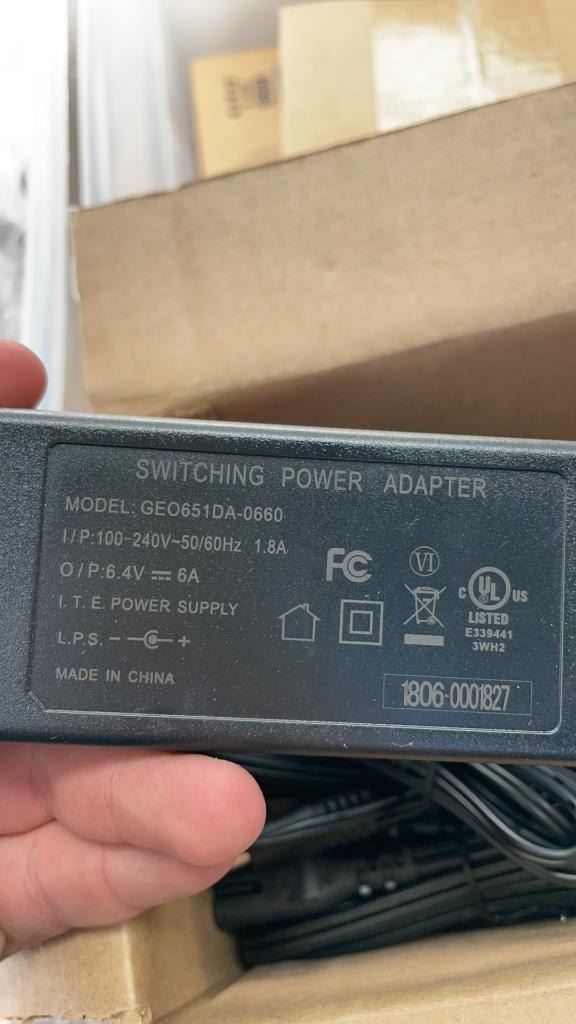 SWITCHING POWER ADAPTER
MODEL: GEO651DA-0660
I/P:100-240V~50/60Hz 1.8A
O/P:6.4V⎓6A
I. T. E. POWER SUPPLY
L.P.S. - +
MADE IN CHINA
FC
VI
C UL US
LISTED
E339441
3WH2
1806-0001827